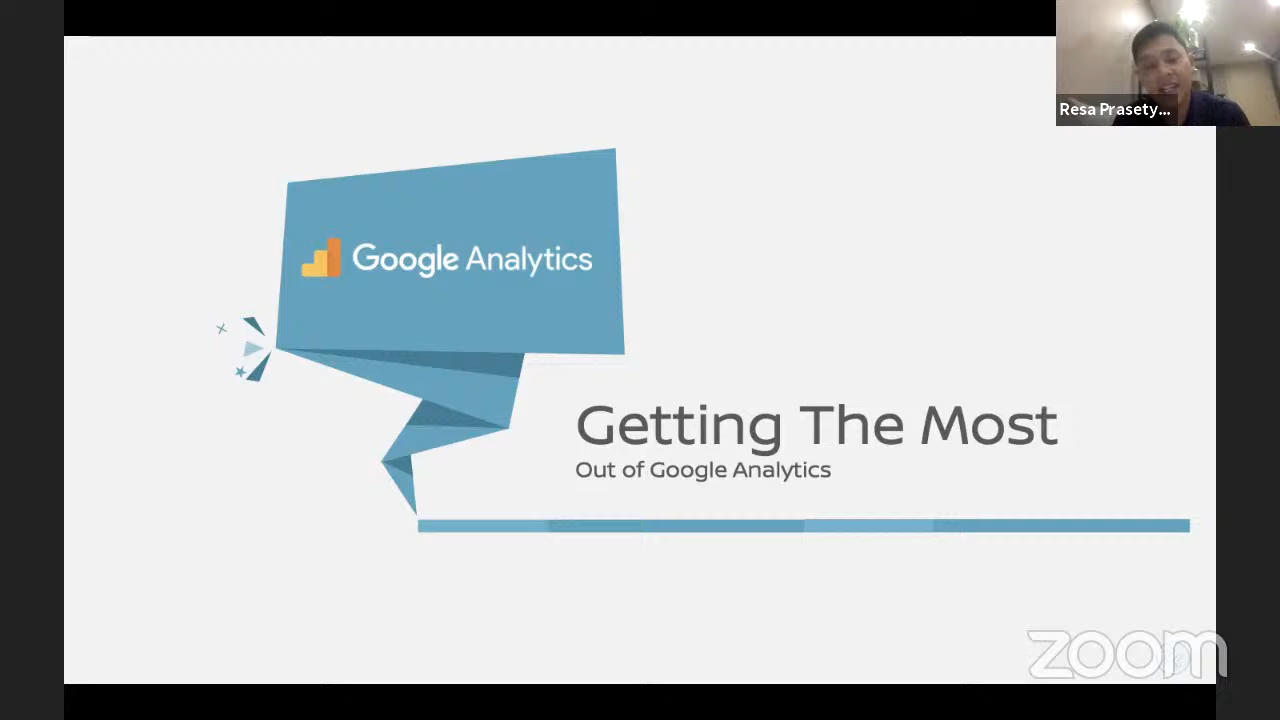 Resa Prasety...
Google Analytics
Getting The Most
Out of Google Analytics
zoom